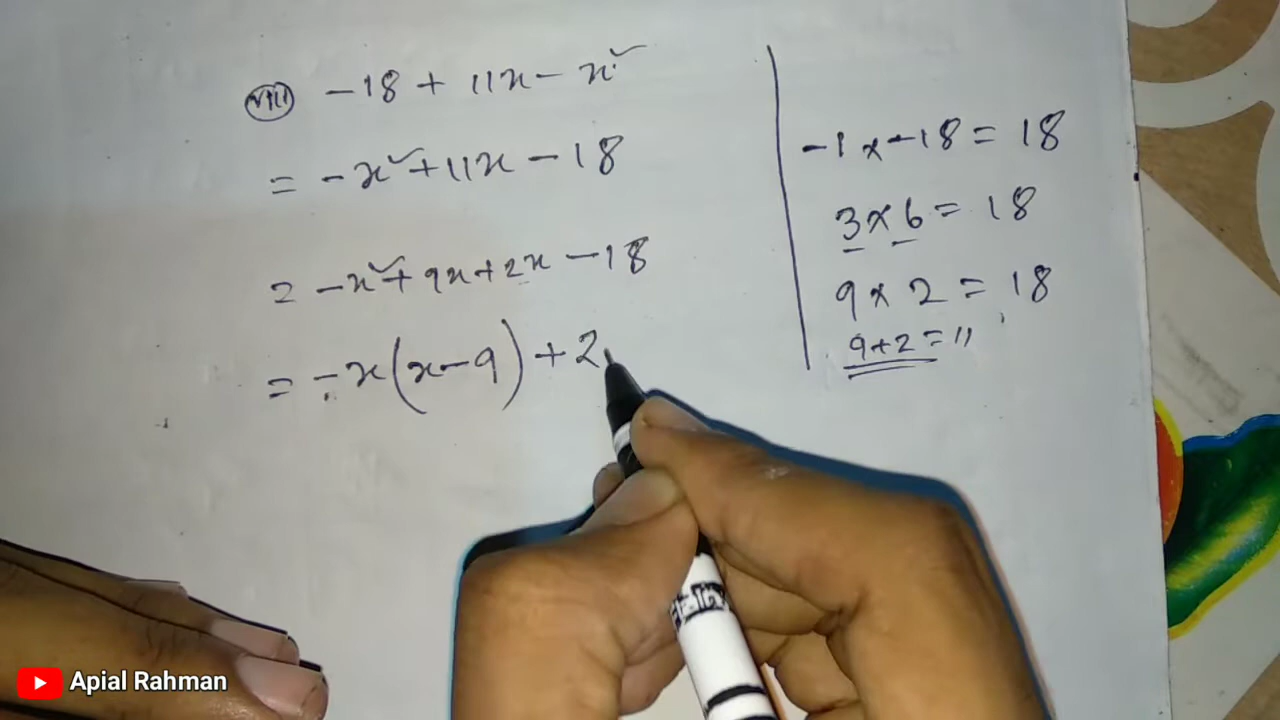 (viii) -18 + 11x - x²
= -x² + 11x - 18
= -x² + 9x + 2x - 18
= -x(x-9) + 2
-1 x -18 = 18
3 x 6 = 18
9 x 2 = 18
9+2=11
Apial Rahman